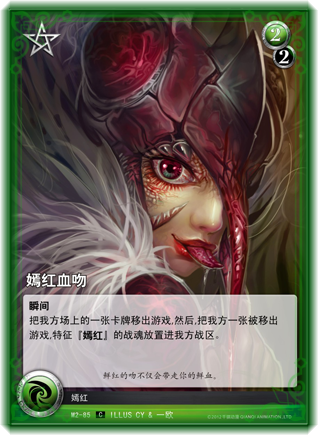 2
2
嫣红血吻
瞬间
把我方场上的一张卡牌移出游戏,然后,把我方一张被移出
游戏,特征『嫣红』的战魂放置进我方战区。
鲜红的吻不仅会带走你的鲜血。
嫣红
M2-85 C ILLUS CY & 一欧